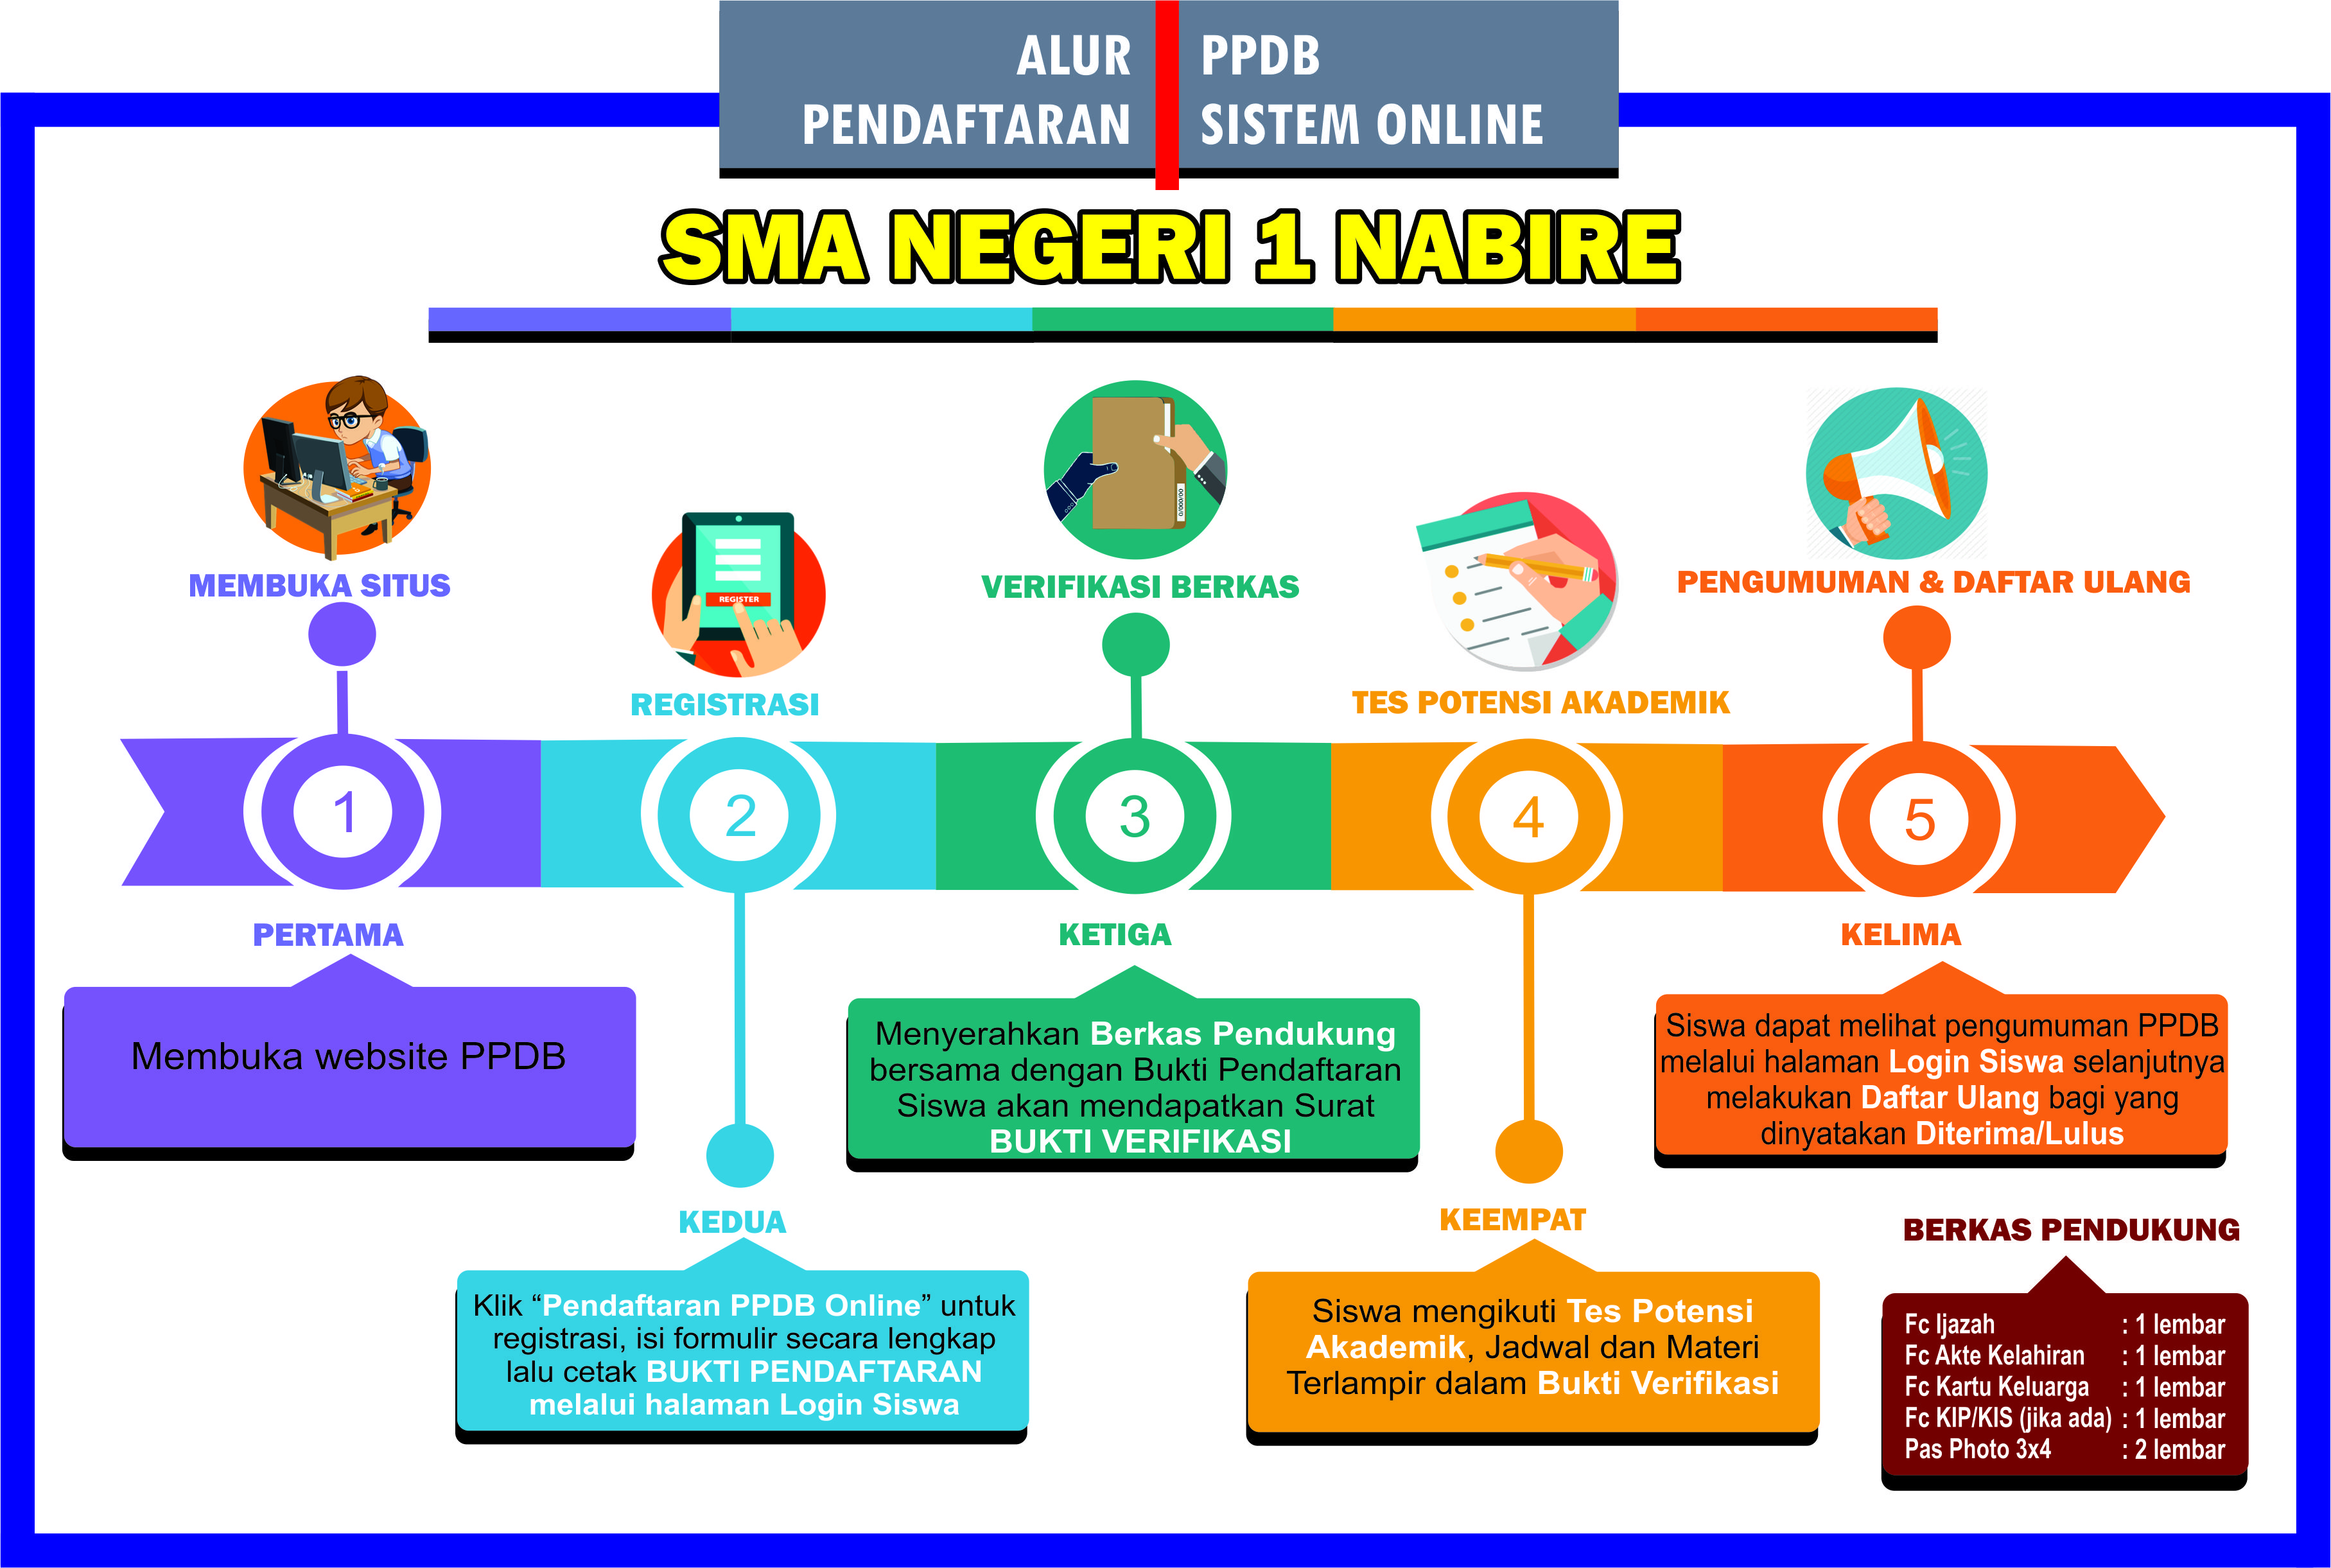 ALUR
PENDAFTARAN
PPDB
SISTEM ONLINE
SMA NEGERI 1 NABIRE
MEMBUKA SITUS
REGISTER
REGISTRASI
VERIFIKASI BERKAS
TES POTENSI AKADEMIK
PENGUMUMAN & DAFTAR ULANG
1
2
3
4
5
PERTAMA
Membuka website PPDB
KEDUA
Klik “Pendaftaran PPDB Online” untuk
registrasi, isi formulir secara lengkap
lalu cetak BUKTI PENDAFTARAN
melalui halaman Login Siswa
KETIGA
Menyerahkan Berkas Pendukung
bersama dengan Bukti Pendaftaran
Siswa akan mendapatkan Surat
BUKTI VERIFIKASI
KEEMPAT
Siswa mengikuti Tes Potensi
Akademik, Jadwal dan Materi
Terlampir dalam Bukti Verifikasi
KELIMA
Siswa dapat melihat pengumuman PPDB
melalui halaman Login Siswa selanjutnya
melakukan Daftar Ulang bagi yang
dinyatakan Diterima/Lulus
BERKAS PENDUKUNG
Fc Ijazah : 1 lembar
Fc Akte Kelahiran : 1 lembar
Fc Kartu Keluarga : 1 lembar
Fc KIP/KIS (jika ada) : 1 lembar
Pas Photo 3x4 : 2 lembar